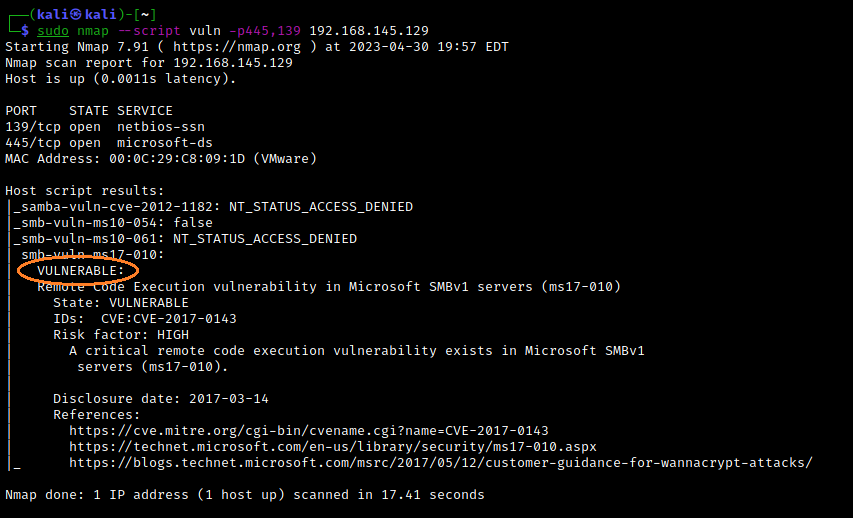 ┌──(kali㉿kali)-[~]
└─$ sudo nmap --script vuln -p445,139 192.168.145.129
Starting Nmap 7.91 ( https://nmap.org ) at 2023-04-30 19:57 EDT
Nmap scan report for 192.168.145.129
Host is up (0.0011s latency).

PORT    STATE SERVICE
139/tcp open  netbios-ssn
445/tcp open  microsoft-ds
MAC Address: 00:0C:29:C8:09:1D (VMware)

Host script results:
|_samba-vuln-cve-2012-1182: NT_STATUS_ACCESS_DENIED
|_smb-vuln-ms10-054: false
|_smb-vuln-ms10-061: NT_STATUS_ACCESS_DENIED
| smb-vuln-ms17-010:
|   VULNERABLE:
|   Remote Code Execution vulnerability in Microsoft SMBv1 servers (ms17-010)
|     State: VULNERABLE
|     IDs:  CVE:CVE-2017-0143
|     Risk factor: HIGH
|       A critical remote code execution vulnerability exists in Microsoft SMBv1
|        servers (ms17-010).
|
|     Disclosure date: 2017-03-14
|     References:
|       https://cve.mitre.org/cgi-bin/cvename.cgi?name=CVE-2017-0143
|       https://technet.microsoft.com/en-us/library/security/ms17-010.aspx
|_      https://blogs.technet.microsoft.com/msrc/2017/05/12/customer-guidance-for-wannacrypt-attacks/

Nmap done: 1 IP address (1 host up) scanned in 17.41 seconds